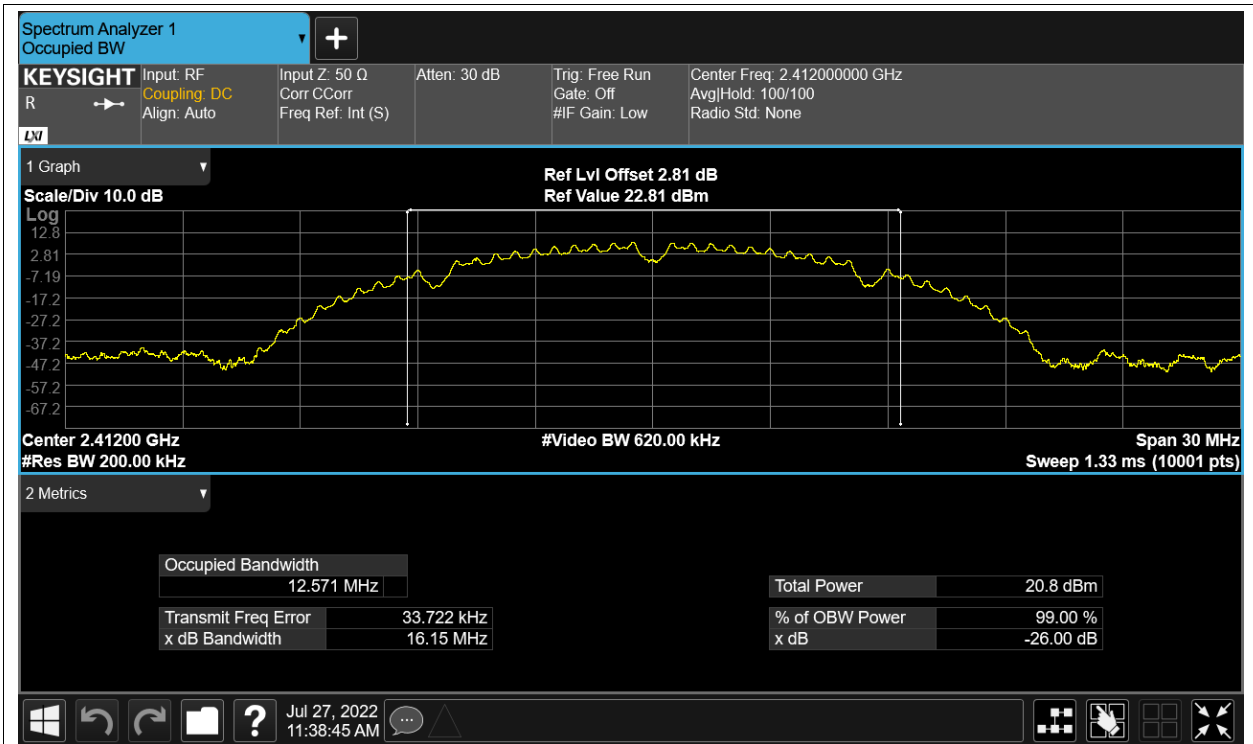 Spectrum Analyzer 1
Occupied BW
KEYSIGHT
R
LXI
Input: RF
Coupling: DC
Align: Auto
Input Z: 50 Ω
Corr CCorr
Freq Ref: Int (S)
Atten: 30 dB
Trig: Free Run
Gate: Off
#IF Gain: Low
Center Freq: 2.412000000 GHz
Avg|Hold: 100/100
Radio Std: None
1 Graph
Scale/Div 10.0 dB
Ref Lvl Offset 2.81 dB
Ref Value 22.81 dBm
Log
12.8
2.81
-7.19
-17.2
-27.2
-37.2
-47.2
-57.2
-67.2
Center 2.41200 GHz
#Video BW 620.00 kHz
Span 30 MHz
#Res BW 200.00 kHz
Sweep 1.33 ms (10001 pts)
2 Metrics
Occupied Bandwidth
12.571 MHz
Total Power 20.8 dBm
Transmit Freq Error 33.722 kHz
% of OBW Power 99.00 %
x dB Bandwidth 16.15 MHz
x dB -26.00 dB
?
Jul 27, 2022
11:38:45 AM